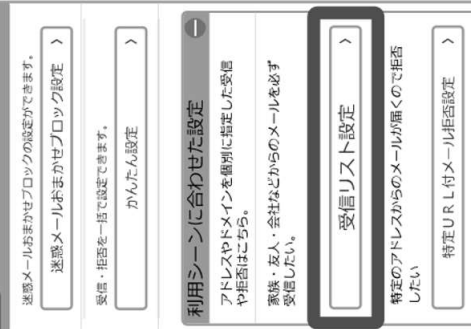 迷惑メールおまかせブロックの設定ができます。
迷惑メールおまかせブロック設定
受信・拒否を一括で設定できます。
かんたん設定
利用シーンに合わせた設定
アドレスやドメインを個別に指定した受信
や拒否はこちら。
家族・友人・会社などからのメールを必ず
受信したい。
受信リスト設定
特定のアドレスからのメールが届くので拒否
したい
特定URL付メール拒否設定